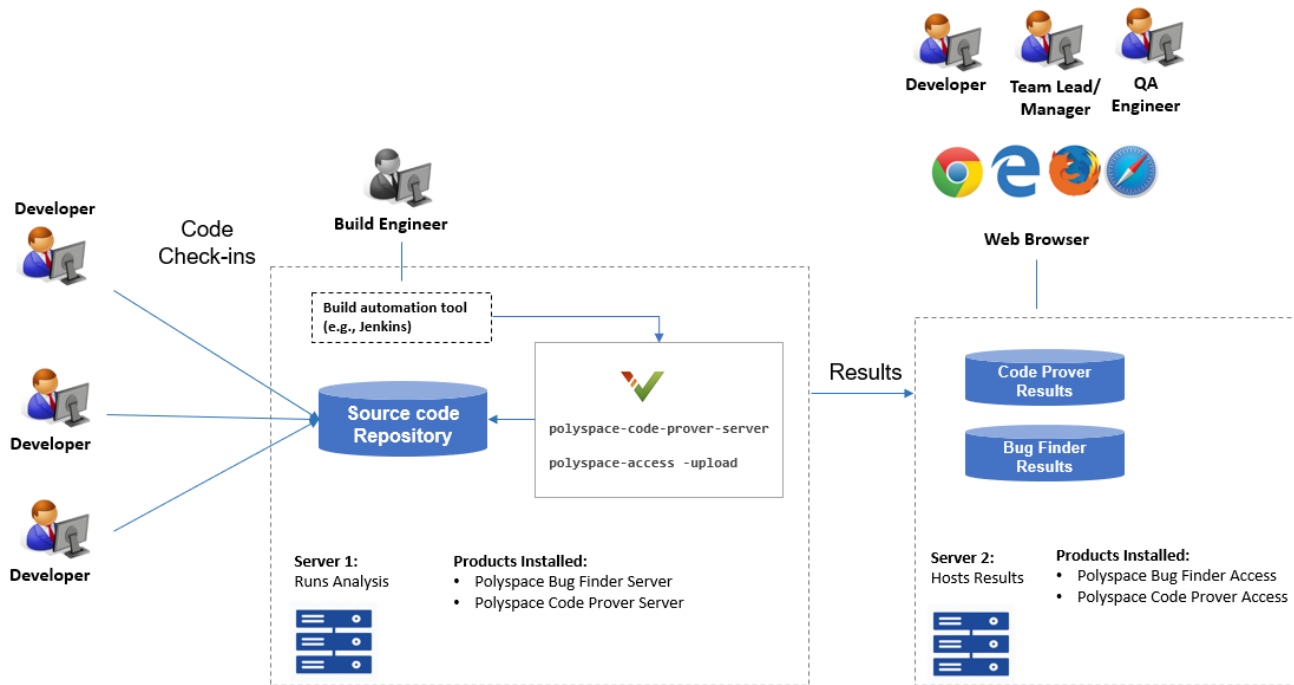 Developer
Team Lead/
Manager
QA
Engineer
Web Browser
Developer
Code
Check-ins
Build Engineer
Build automation tool
(e.g., Jenkins)
Source code
Repository
polyspace-code-prover-server
polyspace-access -upload
Developer
Developer
Results
Code Prover
Results
Bug Finder
Results
Server 1:
Runs Analysis
Products Installed:
• Polyspace Bug Finder Server
• Polyspace Code Prover Server
Server 2:
Hosts Results
Products Installed:
• Polyspace Bug Finder Access
• Polyspace Code Prover Access